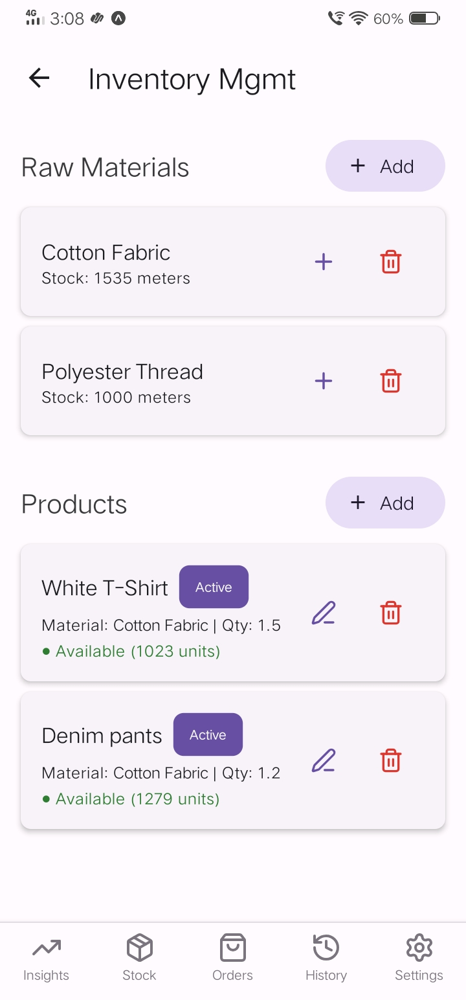 4G 3:08 60%
Inventory Mgmt
Raw Materials
+ Add
Cotton Fabric
Stock: 1535 meters
Polyester Thread
Stock: 1000 meters
Products
+ Add
White T-Shirt Active
Material: Cotton Fabric | Qty: 1.5
● Available (1023 units)
Denim pants Active
Material: Cotton Fabric | Qty: 1.2
● Available (1279 units)
Insights Stock Orders History Settings